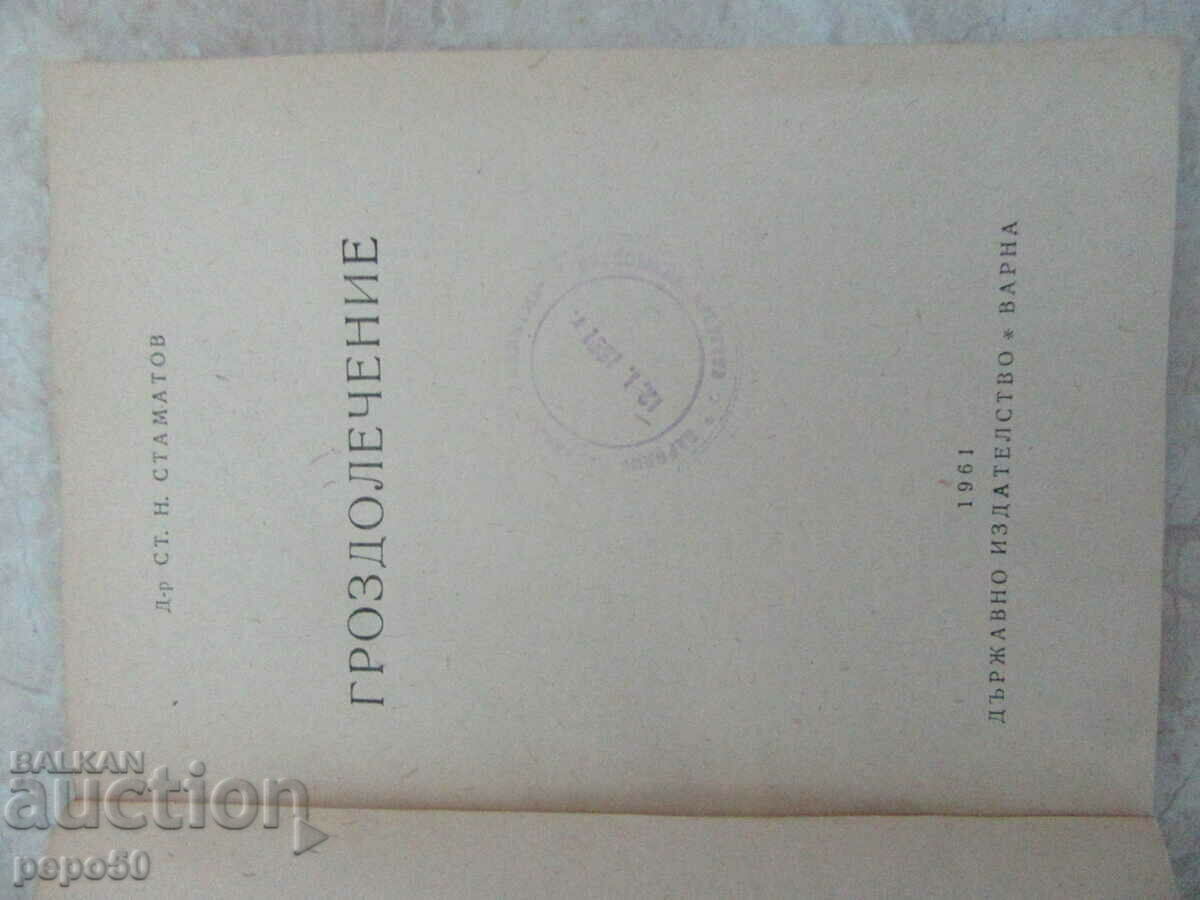 Д-р СТ. Н. СТАМАТОВ
ГРОЗДОЛЕЧЕНИЕ
1961
ДЪРЖАВНО ИЗДАТЕЛСТВО * ВАРНА
BALKAN
auction
pepo50